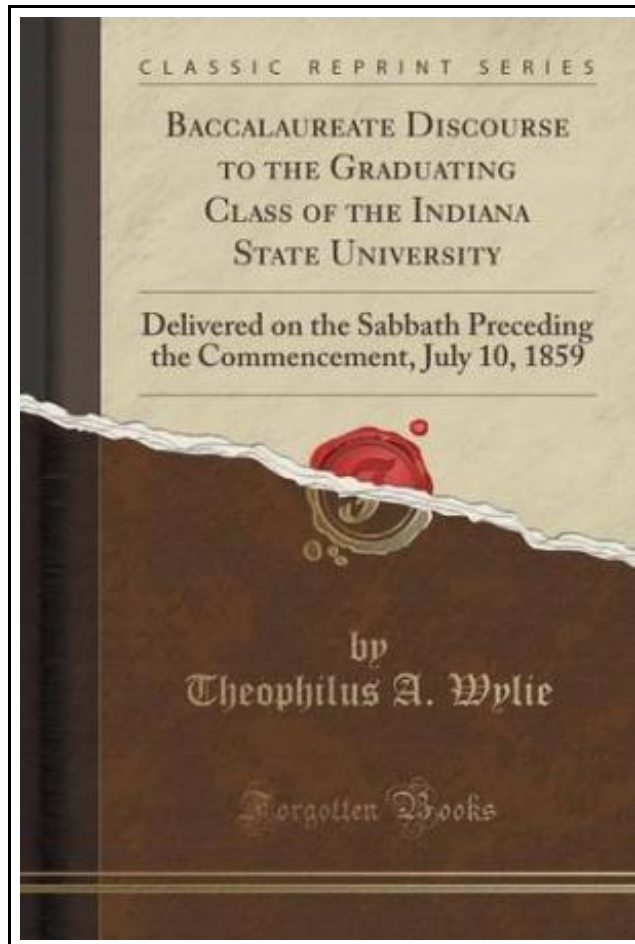 CLASSIC REPRINT SERIES
BACCALAUREATE DISCOURSE
TO THE GRADUATING
CLASS OF THE INDIANA
STATE UNIVERSITY
Delivered on the Sabbath Preceding
the Commencement, July 10, 1859
by
Theophilus A. Wylie
Forgotten Books